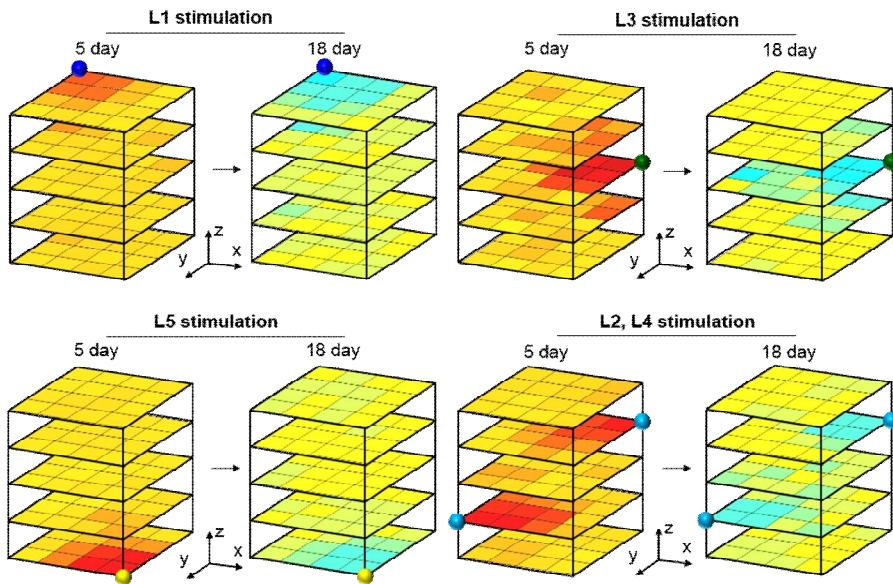 L1 stimulation
5 day
18 day
z
y
x
L3 stimulation
5 day
18 day
z
y
x
L5 stimulation
5 day
18 day
z
y
x
L2, L4 stimulation
5 day
18 day
z
y
x